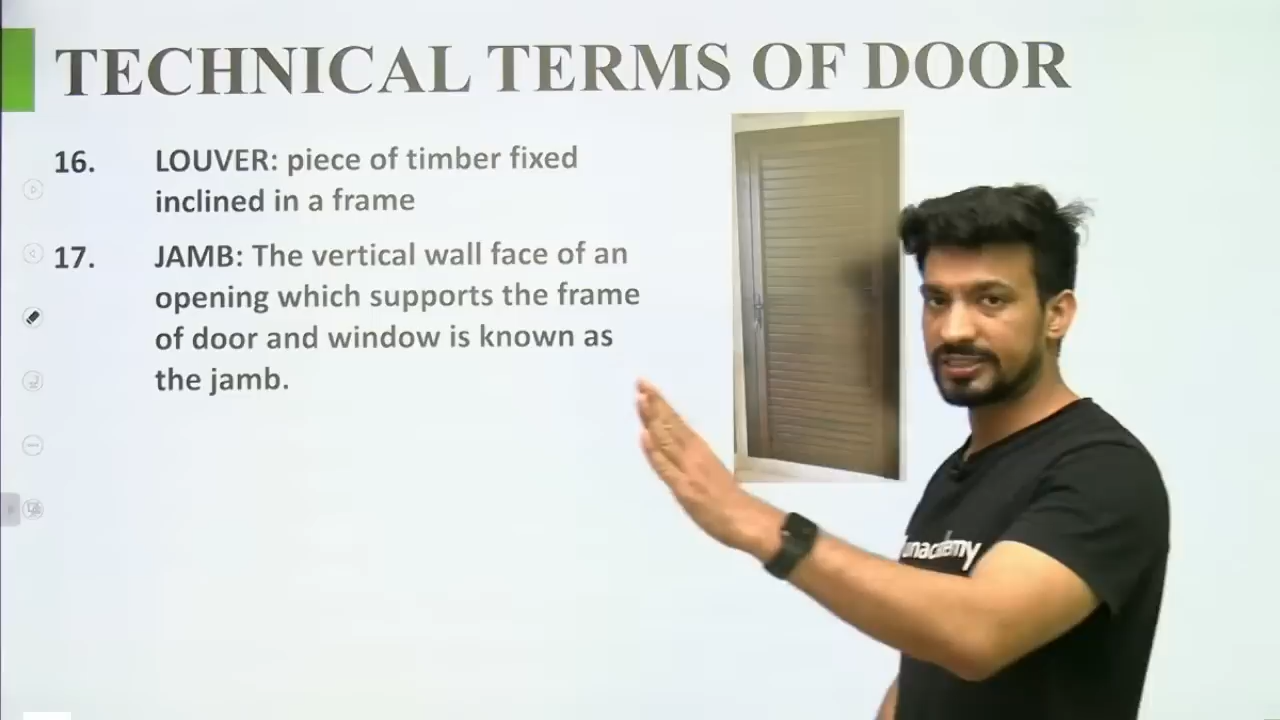 TECHNICAL TERMS OF DOOR
16. LOUVER: piece of timber fixed
inclined in a frame
17. JAMB: The vertical wall face of an
opening which supports the frame
of door and window is known as
the jamb.
unacademy